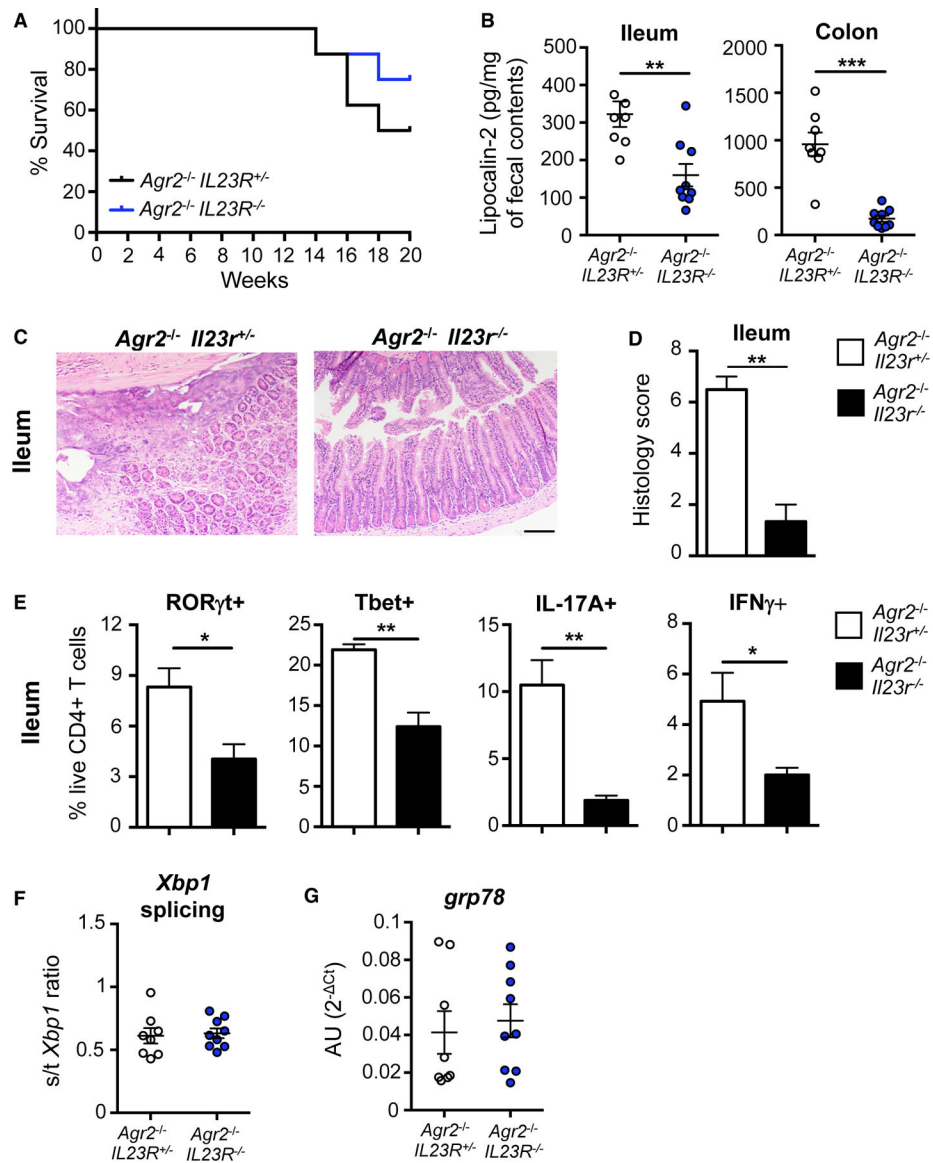 A
% Survival
100
80
60
40
20
0
Agr2-/- IL23R+/-
Agr2-/- IL23R-/-
0 2 4 6 8 10 12 14 16 18 20
Weeks
B
Ileum
Lipocalin-2 (pg/mg
of fecal contents)
500
400
300
200
100
0
**
Agr2-/-
IL23R+/-
Agr2-/-
IL23R-/-
Colon
2000
1500
1000
500
0
***
Agr2-/-
IL23R+/-
Agr2-/-
IL23R-/-
C
Agr2-/- Il23r+/-
Agr2-/- Il23r-/-
Ileum
D
Ileum
Histology score
8
6
4
2
0
**
Agr2-/-
Il23r+/-
Agr2-/-
Il23r-/-
E
Ileum
% live CD4+ T cells
RORγt+
12
9
6
3
0
*
Tbet+
25
20
15
10
5
0
**
IL-17A+
15
10
5
0
**
IFNγ+
8
6
4
2
0
*
Agr2-/-
Il23r+/-
Agr2-/-
Il23r-/-
F
Xbp1
splicing
s/t Xbp1 ratio
1.5
1
0.5
0
Agr2-/-
IL23R+/-
Agr2-/-
IL23R-/-
G
grp78
AU (2-ΔCt)
0.1
0.08
0.06
0.04
0.02
0
Agr2-/-
IL23R+/-
Agr2-/-
IL23R-/-